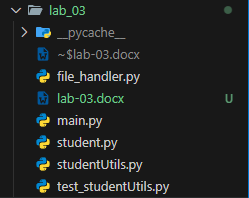 lab_03
__pycache__
~$lab-03.docx
file_handler.py
lab-03.docx U
main.py
student.py
studentUtils.py
test_studentUtils.py